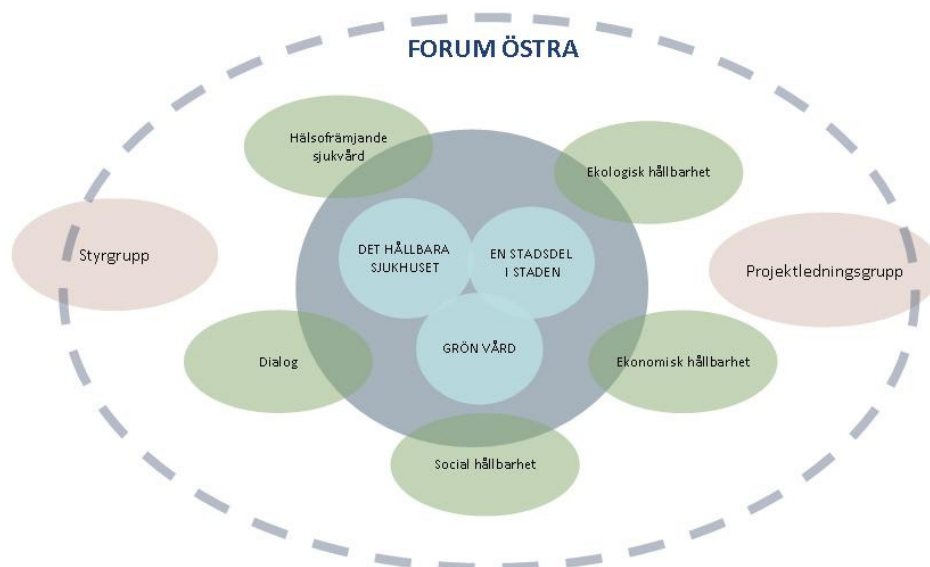 FORUM ÖSTRA
Hälsofrämjande
sjukvård
Ekologisk hållbarhet
DET HÅLLBARA
SJUKHUSET
EN STADSDEL
I STADEN
Styrgrupp
Projektledningsgrupp
GRÖN VÅRD
Dialog
Ekonomisk hållbarhet
Social hållbarhet